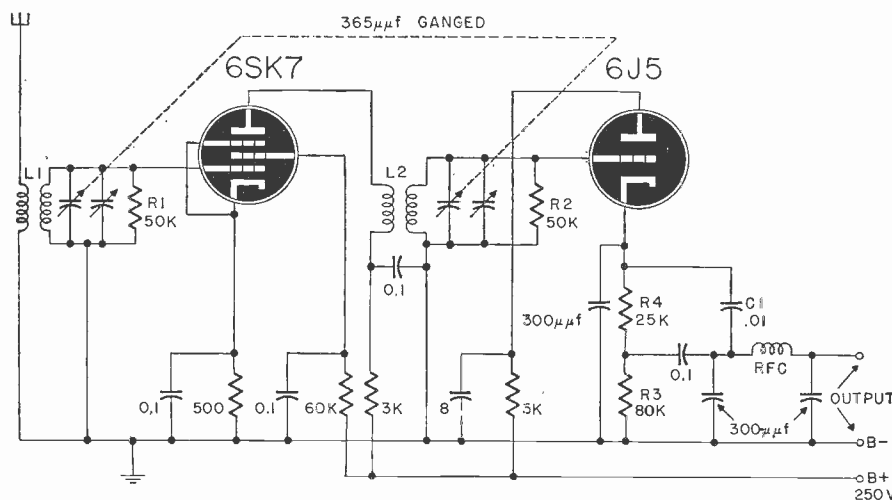 365µµf GANGED
6SK7
6J5
L1
L2
R1
50K
R2
50K
0.1
300µµf
R4
25K
C1
.01
0.1
RFC
0.1
500
0.1
60K
3K
8
5K
R3
80K
300µµf
OUTPUT
B-
B+
250V